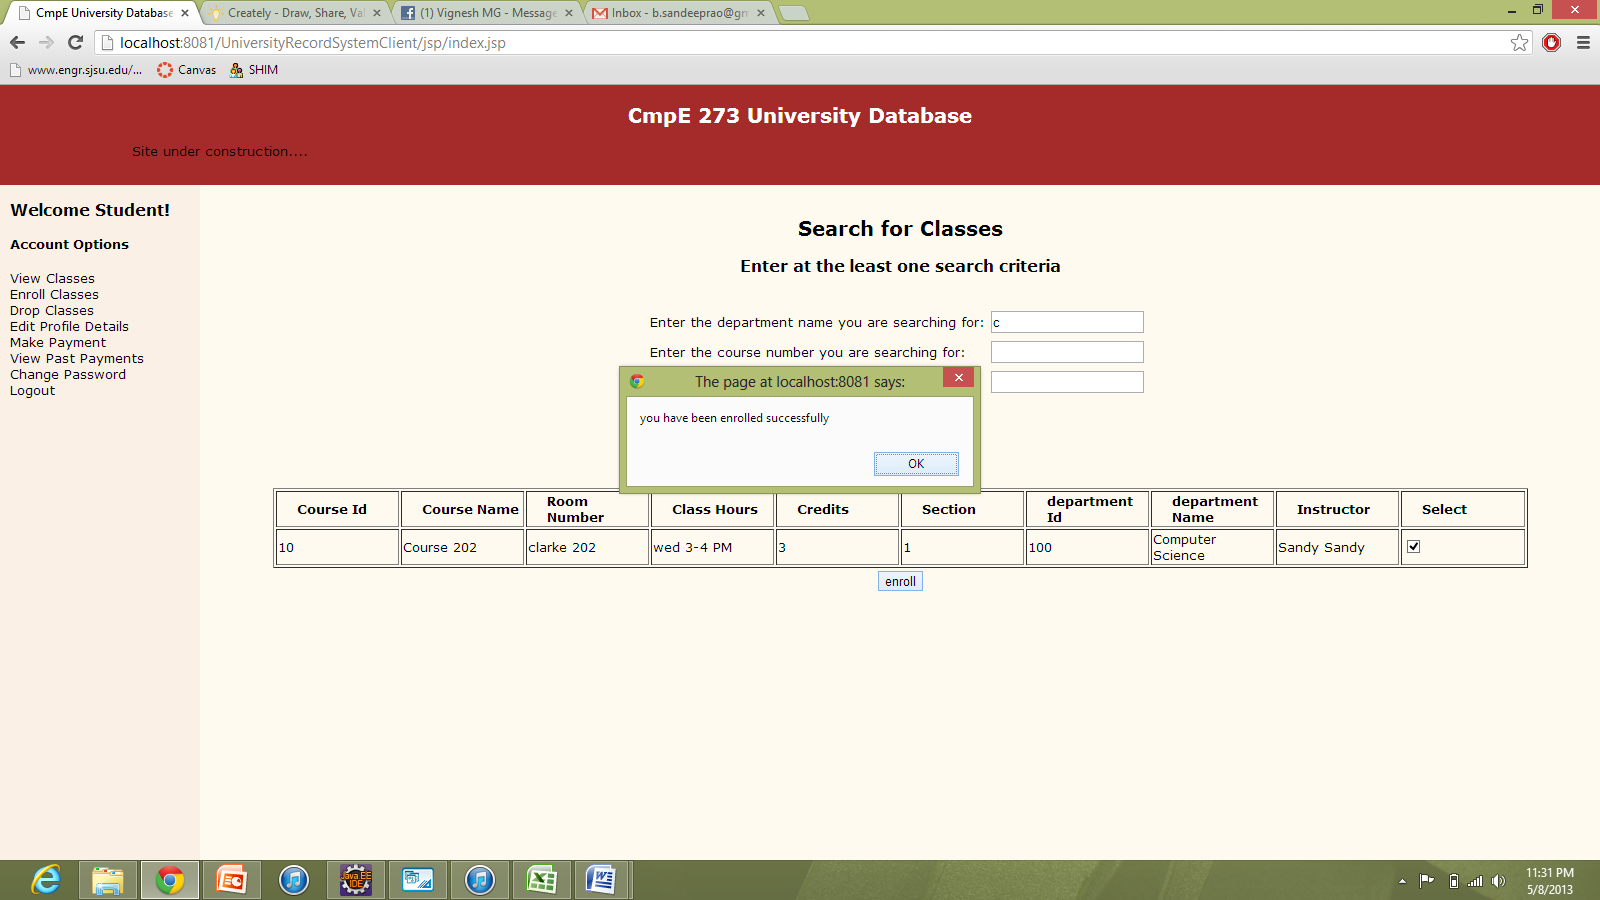 CmpE University Database
Creately - Draw, Share, Val
(1) Vignesh MG - Message
Inbox - b.sandeeprao@gm
localhost:8081/UniversityRecordSystemClient/jsp/index.jsp
www.engr.sjsu.edu/...
Canvas
SHIM
CmpE 273 University Database
Site under construction....
Welcome Student!
Account Options
View Classes
Enroll Classes
Drop Classes
Edit Profile Details
Make Payment
View Past Payments
Change Password
Logout
Search for Classes
Enter at the least one search criteria
Enter the department name you are searching for: c
Enter the course number you are searching for:
The page at localhost:8081 says:
you have been enrolled successfully
OK
Course Id Course Name Room Number Class Hours Credits Section department Id department Name Instructor Select
10 Course 202 clarke 202 wed 3-4 PM 3 1 100 Computer Science Sandy Sandy
enroll
Java EE
IDE
11:31 PM
5/8/2013